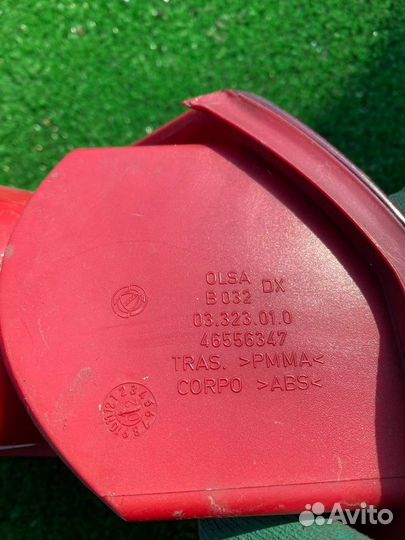 OLSA DX
B 032
03.323.01.0
46556347
TRAS. >PMMA<
CORPO >ABS<
Avito